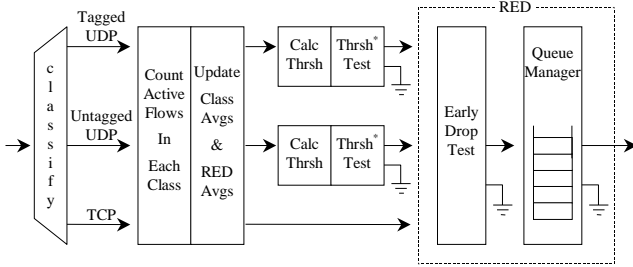 RED
Tagged
UDP
Untagged
UDP
TCP
classify
Count
Active
Flows
In
Each
Class
Update
Class
Avgs
&
RED
Avgs
Calc
Thrsh
Thrsh*
Test
Calc
Thrsh
Thrsh*
Test
Early
Drop
Test
Queue
Manager